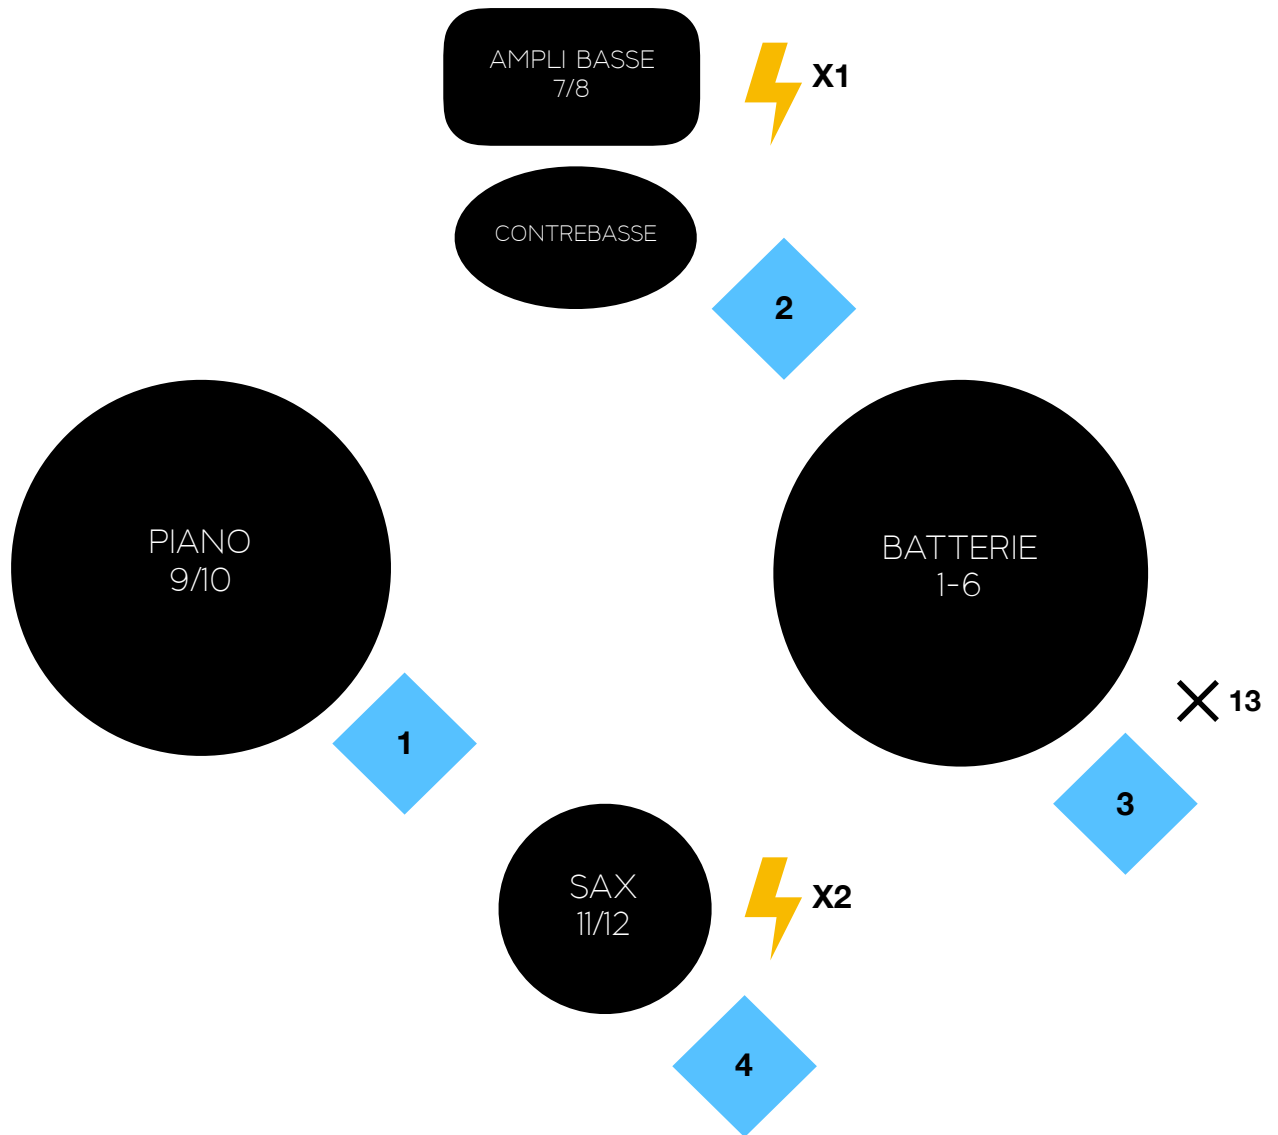 AMPLI BASSE
7/8
X1
CONTREBASSE
2
PIANO
9/10
BATTERIE
1-6
13
1
3
SAX
11/12
X2
4